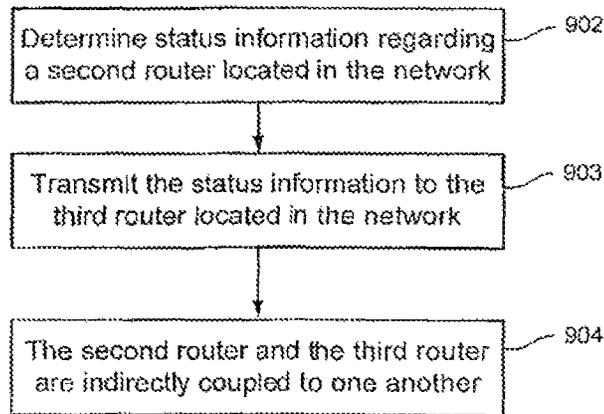 Determine status information regarding
a second router located in the network
902
Transmit the status information to the
third router located in the network
903
The second router and the third router
are indirectly coupled to one another
904